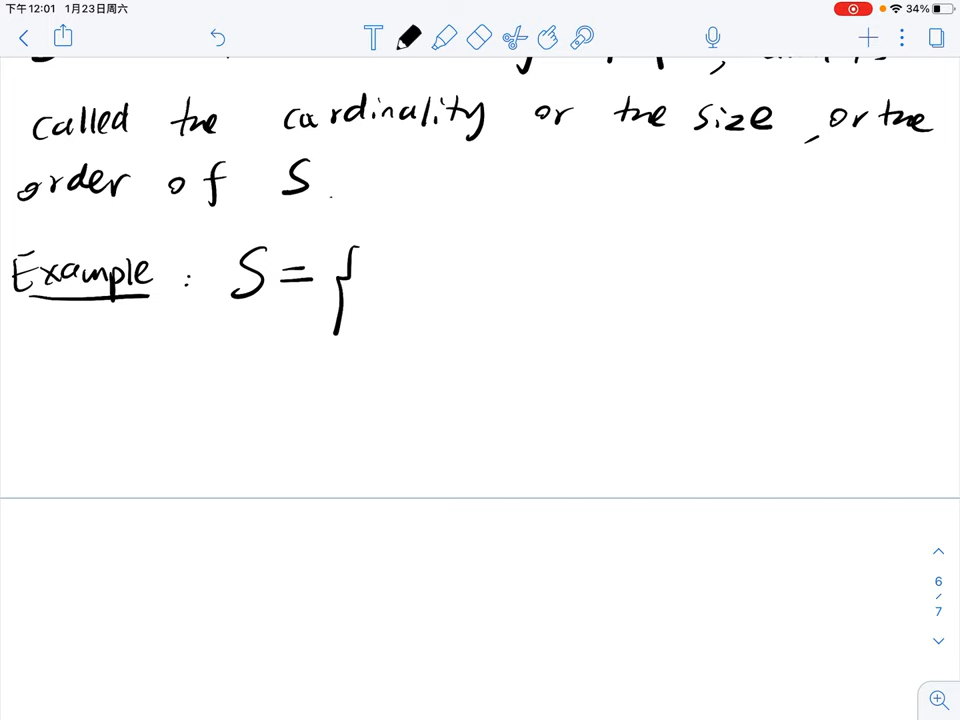 下午12:01 1月23日周六 34%
T
called the cardinality or the size, or the
order of S.
Example: S = {
6
/
7